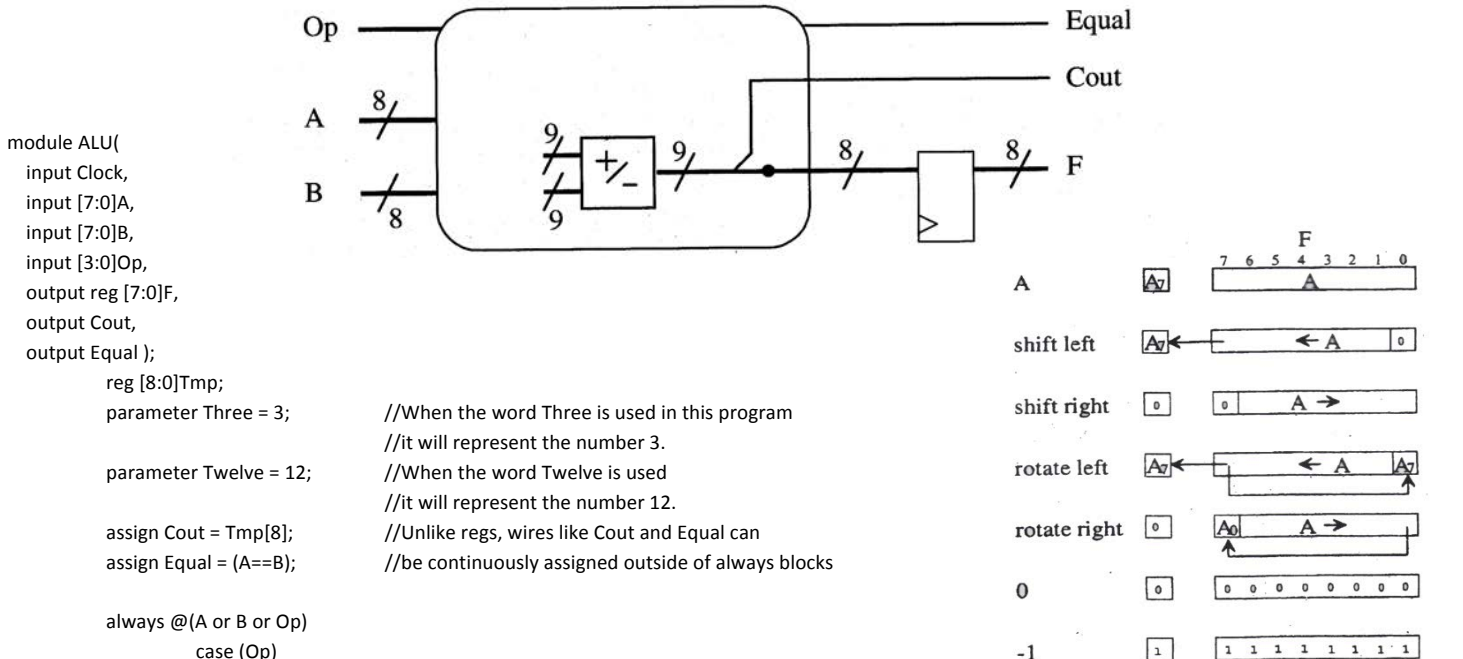 Op
Equal
Cout
A
8
B
8
9
9
+/-
9
8
8
F
module ALU(
input Clock,
input [7:0]A,
input [7:0]B,
input [3:0]Op,
output reg [7:0]F,
output Cout,
output Equal );
reg [8:0]Tmp;
parameter Three = 3; //When the word Three is used in this program
//it will represent the number 3.
parameter Twelve = 12; //When the word Twelve is used
//it will represent the number 12.
assign Cout = Tmp[8]; //Unlike regs, wires like Cout and Equal can
assign Equal = (A==B); //be continuously assigned outside of always blocks
always @(A or B or Op)
case (Op)
F
7 6 5 4 3 2 1 0
A A7 A
shift left A7 ← A 0
shift right 0 0 A →
rotate left A7 ← A A7
rotate right 0 A0 A →
0 0 0 0 0 0 0 0 0 0
-1 1 1 1 1 1 1 1 1 1